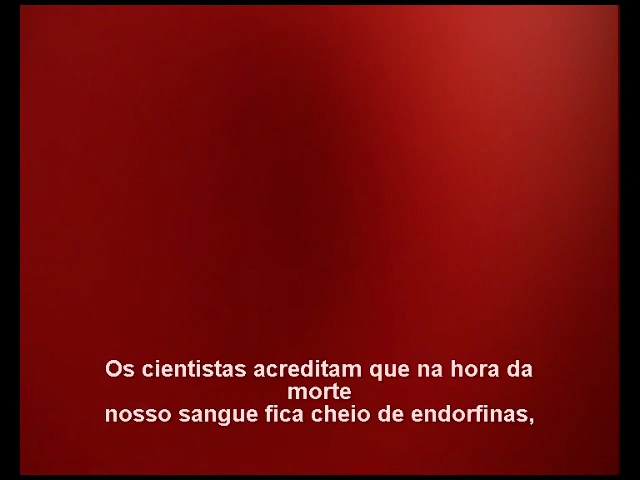 Os cientistas acreditam que na hora da
morte
nosso sangue fica cheio de endorfinas,